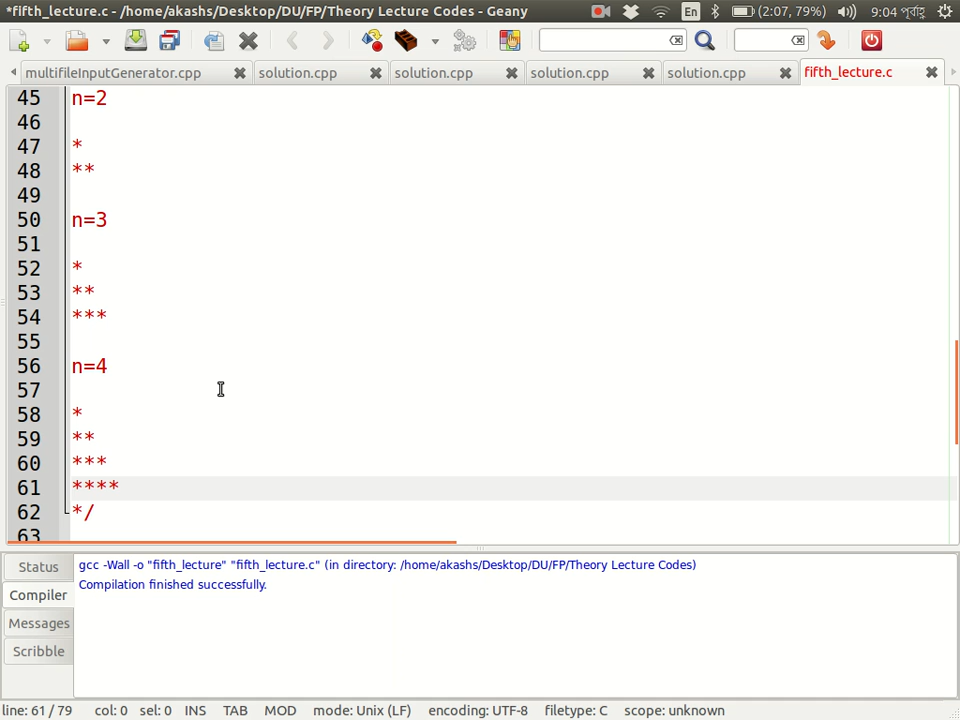 *fifth_lecture.c - /home/akashs/Desktop/DU/FP/Theory Lecture Codes) - Geany
En (2:07, 79%) 9:04 পূর্বাহ্ণ
multifileInputGenerator.cpp solution.cpp solution.cpp solution.cpp solution.cpp fifth_lecture.c
45 n=2
46
47 *
48 **
49
50 n=3
51
52 *
53 **
54 ***
55
56 n=4
57
58 *
59 **
60 ***
61 ****
62 */
63
Status
Compiler
Messages
Scribble
gcc -Wall -o "fifth_lecture" "fifth_lecture.c" (in directory: /home/akashs/Desktop/DU/FP/Theory Lecture Codes)
Compilation finished successfully.
line: 61 / 79 col: 0 sel: 0 INS TAB MOD mode: Unix (LF) encoding: UTF-8 filetype: C scope: unknown